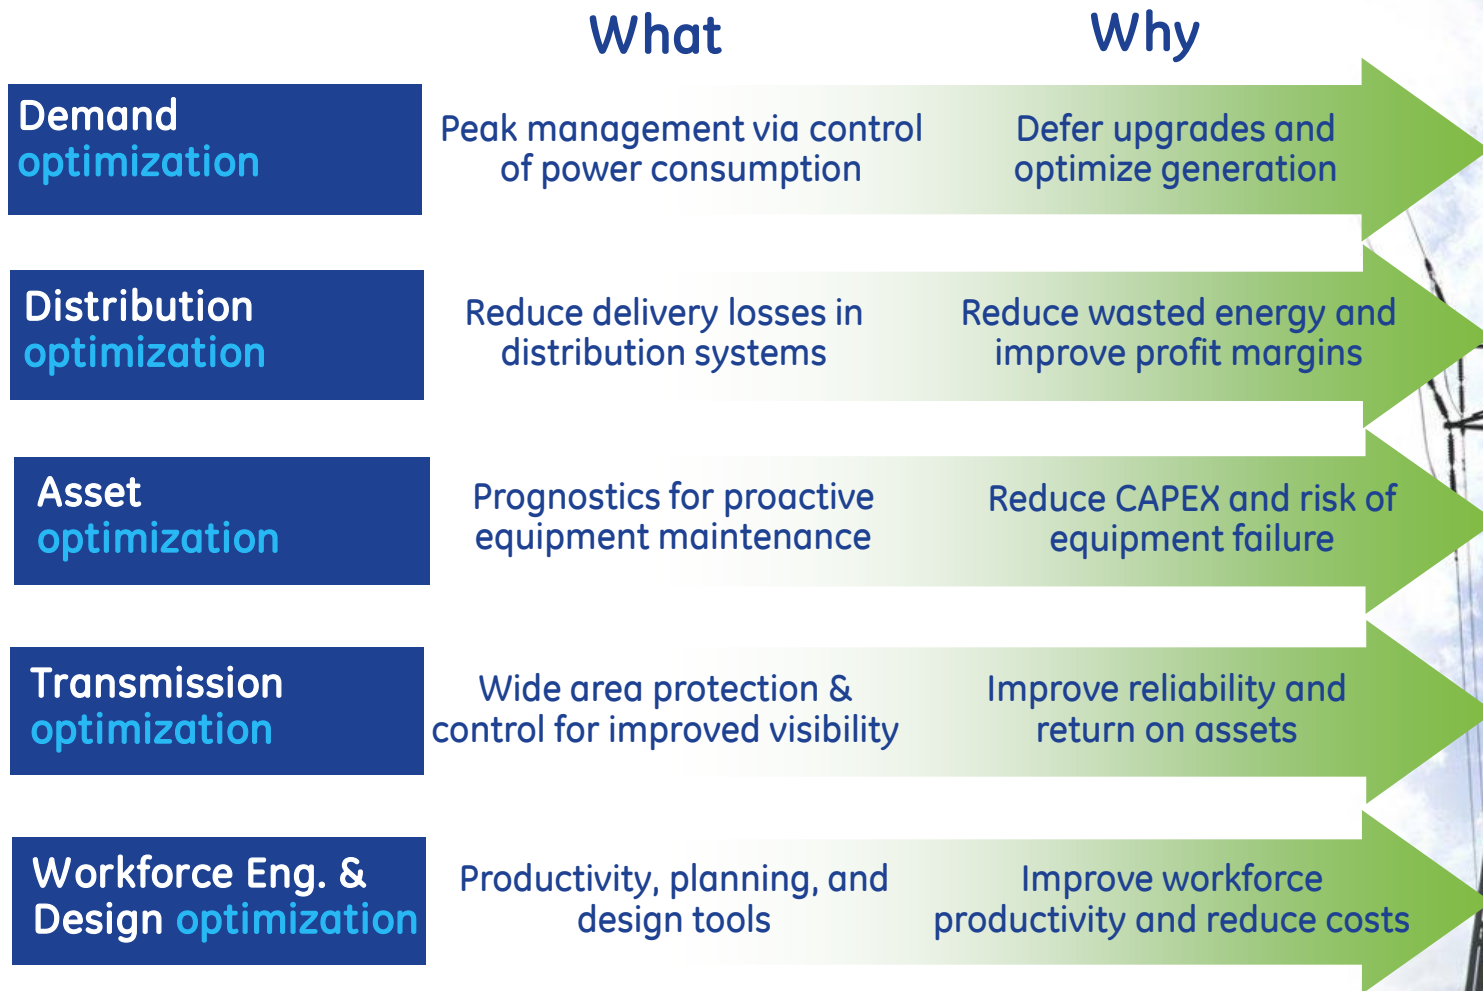 What
Why
Demand
optimization
Peak management via control
of power consumption
Defer upgrades and
optimize generation
Distribution
optimization
Reduce delivery losses in
distribution systems
Reduce wasted energy and
improve profit margins
Asset
optimization
Prognostics for proactive
equipment maintenance
Reduce CAPEX and risk of
equipment failure
Transmission
optimization
Wide area protection &
control for improved visibility
Improve reliability and
return on assets
Workforce Eng. &
Design optimization
Productivity, planning, and
design tools
Improve workforce
productivity and reduce costs